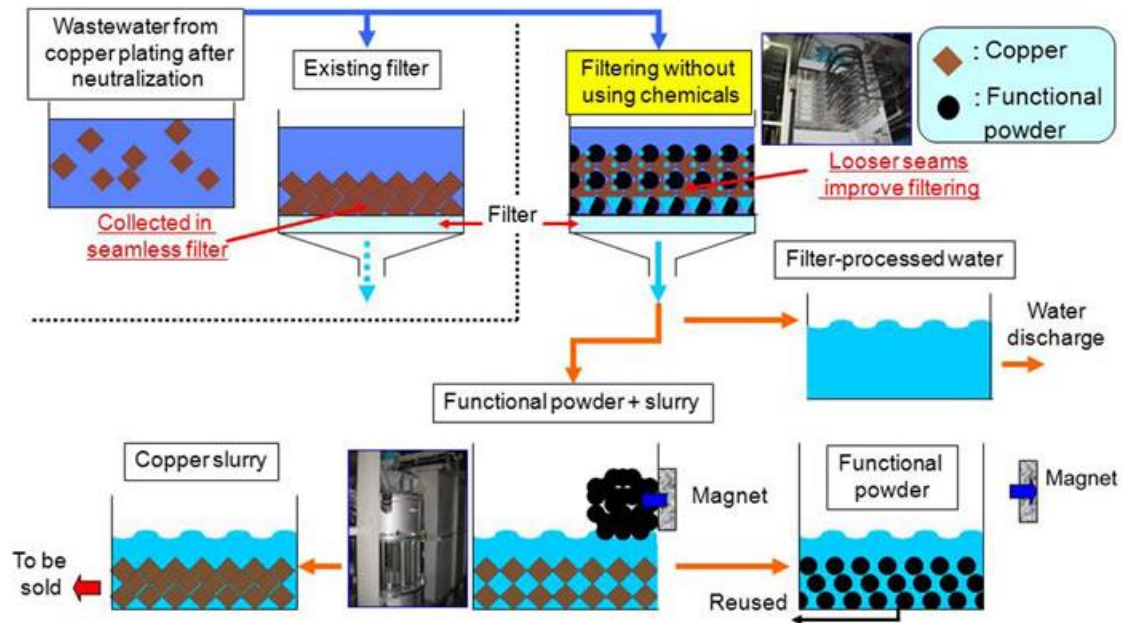 Wastewater from
copper plating after
neutralization
Existing filter
Filtering without
using chemicals
: Copper
: Functional
powder
Looser seams
improve filtering
Collected in
seamless filter
Filter
Filter-processed water
Water
discharge
Functional powder + slurry
Copper slurry
Magnet
Functional
powder
Magnet
To be
sold
Reused